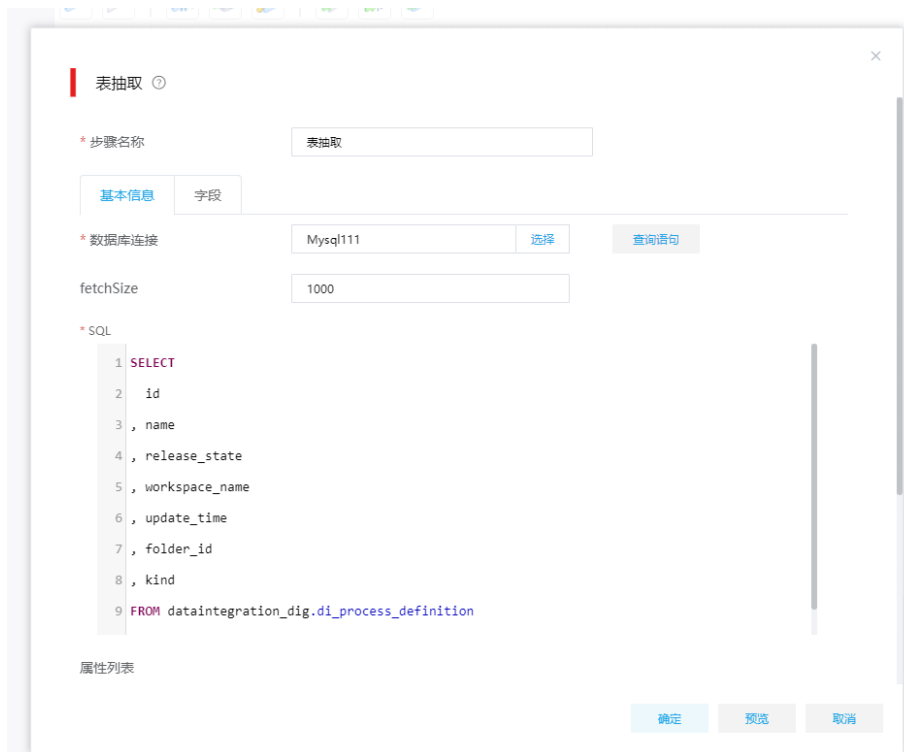 表抽取
* 步骤名称
表抽取
基本信息
字段
* 数据库连接
Mysql111
选择
查询语句
fetchSize
1000
* SQL
1 SELECT
2 id
3 , name
4 , release_state
5 , workspace_name
6 , update_time
7 , folder_id
8 , kind
9 FROM dataintegration_dig.di_process_definition
属性列表
确定
预览
取消